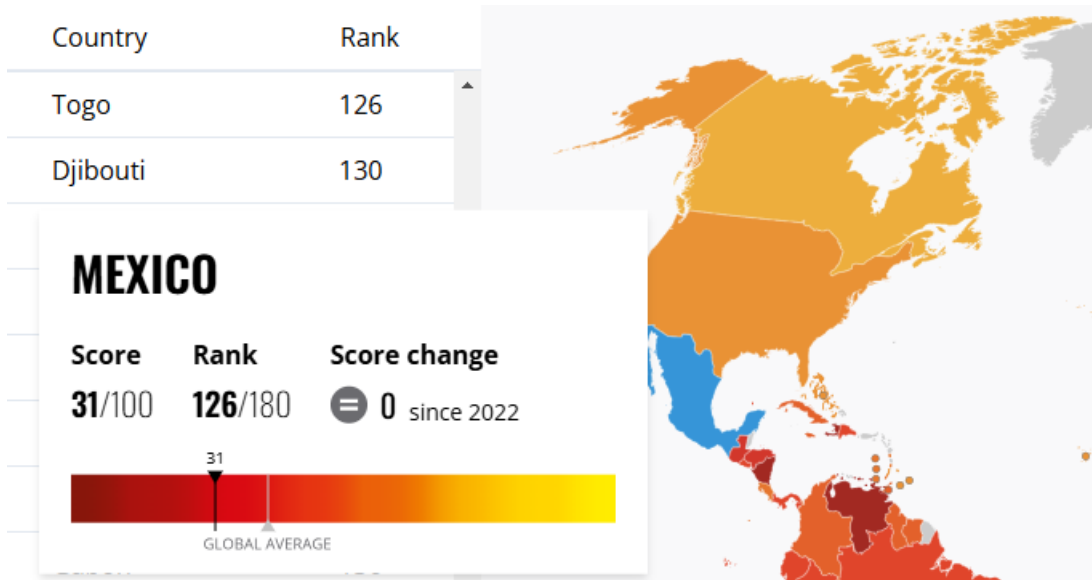 Country Rank
Togo 126
Djibouti 130
MEXICO
Score Rank Score change
31/100 126/180 = 0 since 2022
31
GLOBAL AVERAGE